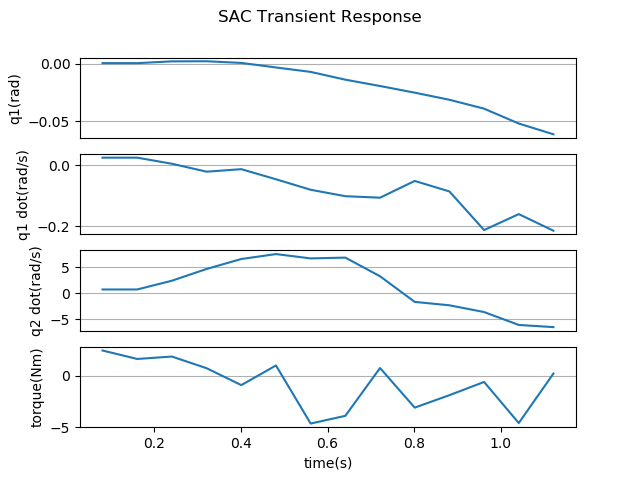 SAC Transient Response
q1(rad)
0.00
−0.05
q1 dot(rad/s)
0.0
−0.2
q2 dot(rad/s)
5
0
−5
torque(Nm)
0
−5
0.2 0.4 0.6 0.8 1.0
time(s)